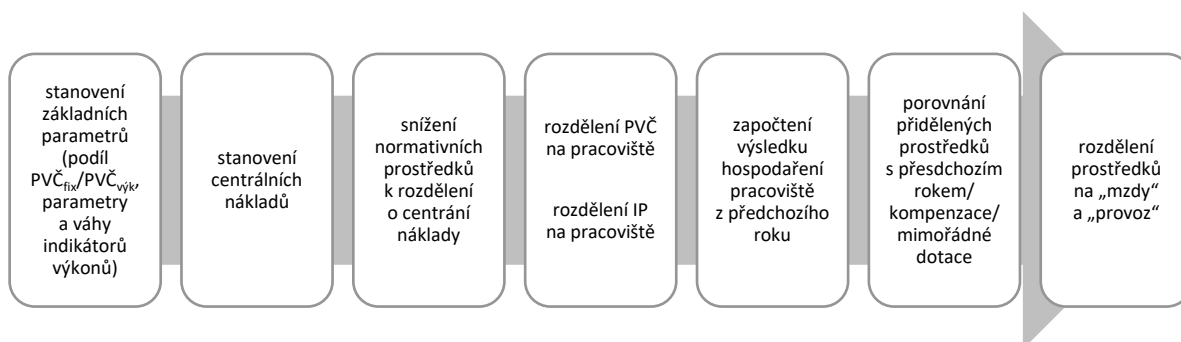 stanovení
základních
parametrů
(podíl
PVČfix/PVČvýk,
parametry
a váhy
indikátorů
výkonů)
stanovení
centrálních
nákladů
snížení
normativních
prostředků
k rozdělení
o centrání
náklady
rozdělení PVČ
na pracoviště
rozdělení IP
na pracoviště
započtení
výsledku
hospodaření
pracoviště
z předchozího
roku
porovnání
přidělených
prostředků
s přesdchozím
rokem/
kompenzace/
mimořádné
dotace
rozdělení
prostředků
na „mzdy“
a „provoz“